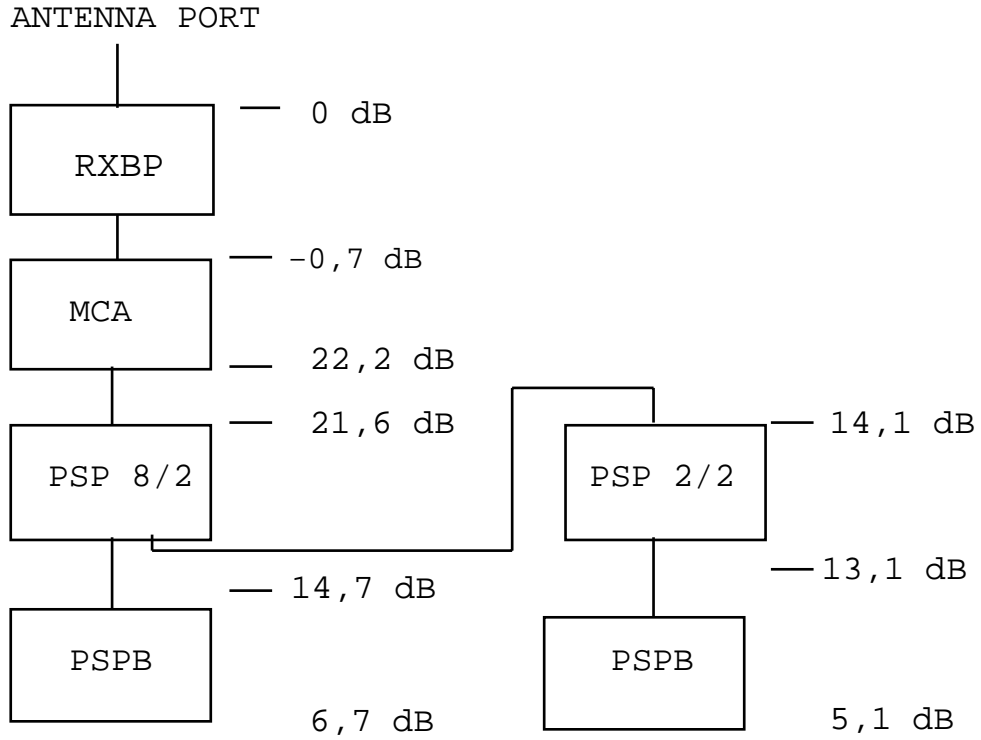 ANTENNA PORT
0 dB
RXBP
-0,7 dB
MCA
22,2 dB
21,6 dB
14,1 dB
PSP 8/2
PSP 2/2
13,1 dB
14,7 dB
PSPB
PSPB
6,7 dB
5,1 dB